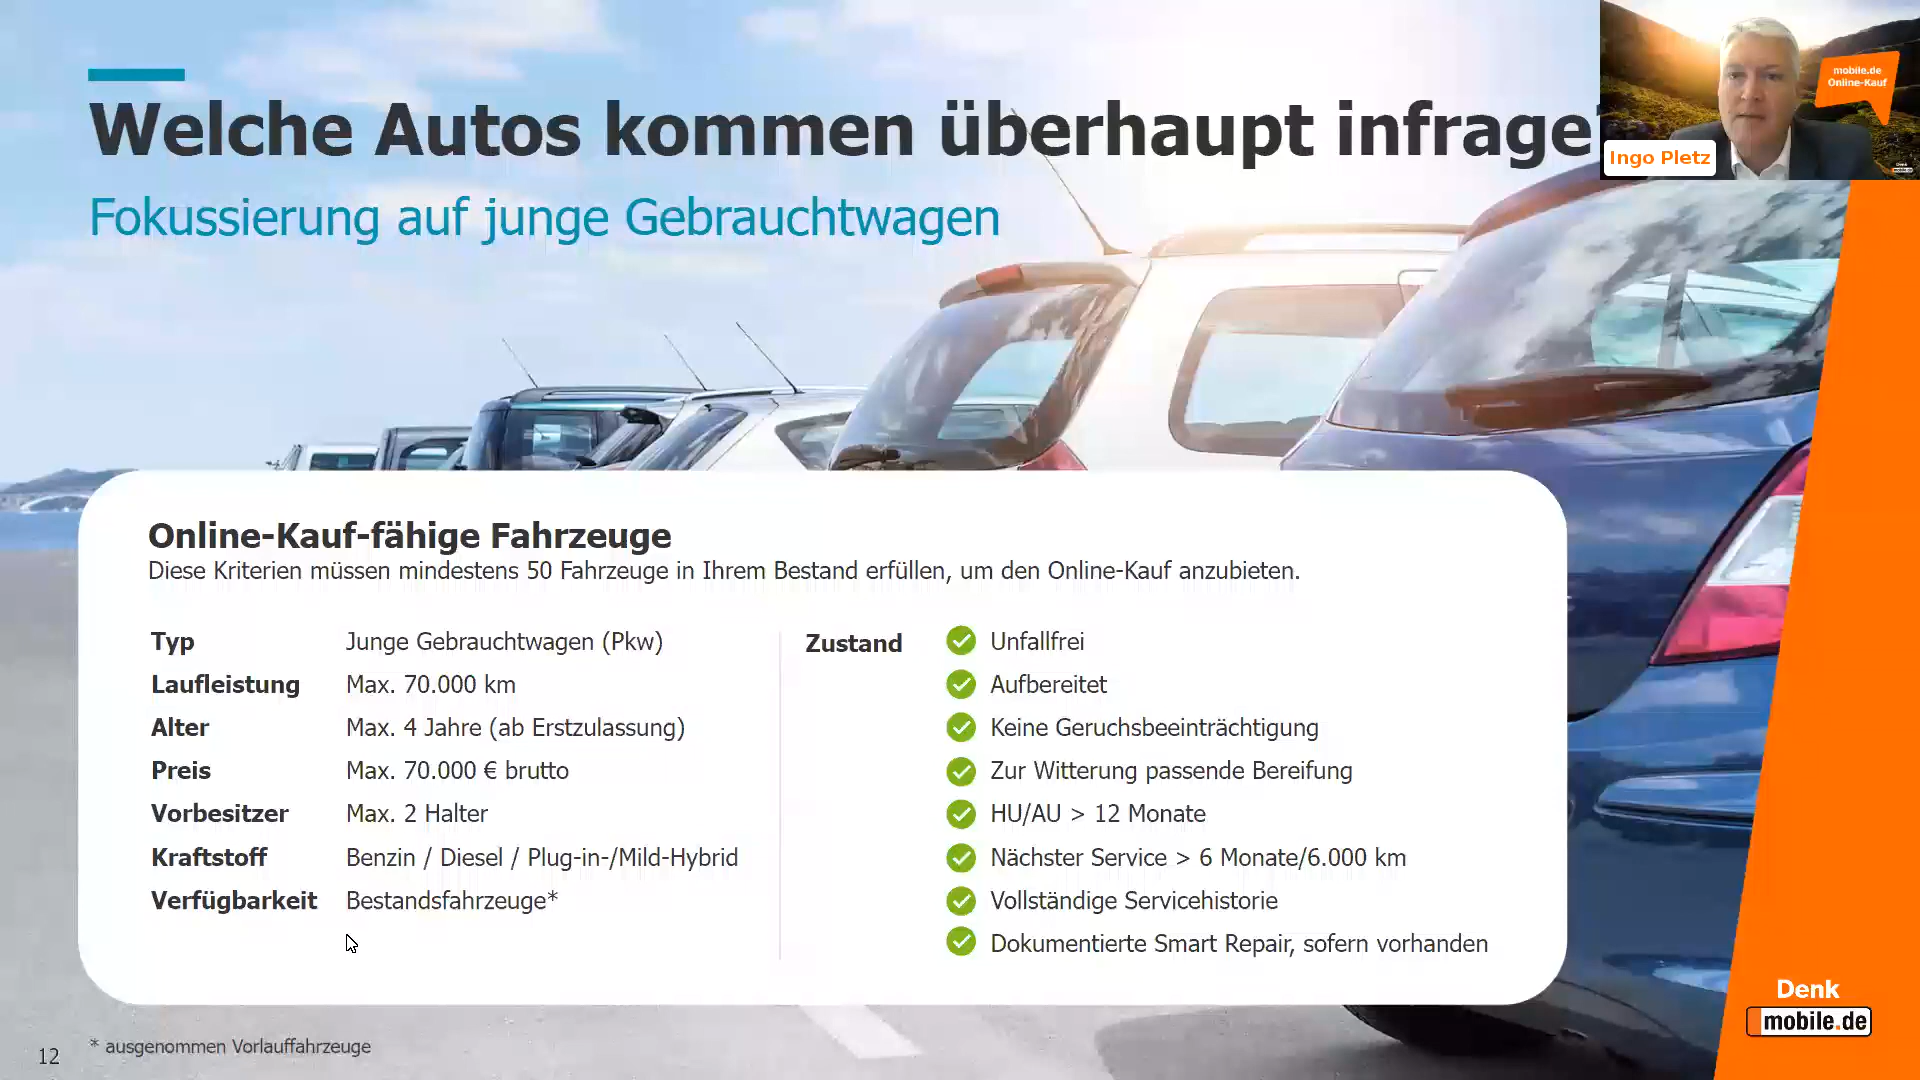 Welche Autos kommen überhaupt infrage
Fokussierung auf junge Gebrauchtwagen
mobile.de
Online-Kauf
Ingo Pletz
Online-Kauf-fähige Fahrzeuge
Diese Kriterien müssen mindestens 50 Fahrzeuge in Ihrem Bestand erfüllen, um den Online-Kauf anzubieten.
Typ Junge Gebrauchtwagen (Pkw)
Laufleistung Max. 70.000 km
Alter Max. 4 Jahre (ab Erstzulassung)
Preis Max. 70.000 € brutto
Vorbesitzer Max. 2 Halter
Kraftstoff Benzin / Diesel / Plug-in-/Mild-Hybrid
Verfügbarkeit Bestandsfahrzeuge*
Zustand Unfallfrei
Aufbereitet
Keine Geruchsbeeinträchtigung
Zur Witterung passende Bereifung
HU/AU > 12 Monate
Nächster Service > 6 Monate/6.000 km
Vollständige Servicehistorie
Dokumentierte Smart Repair, sofern vorhanden
Denk
mobile.de
* ausgenommen Vorlauffahrzeuge
12